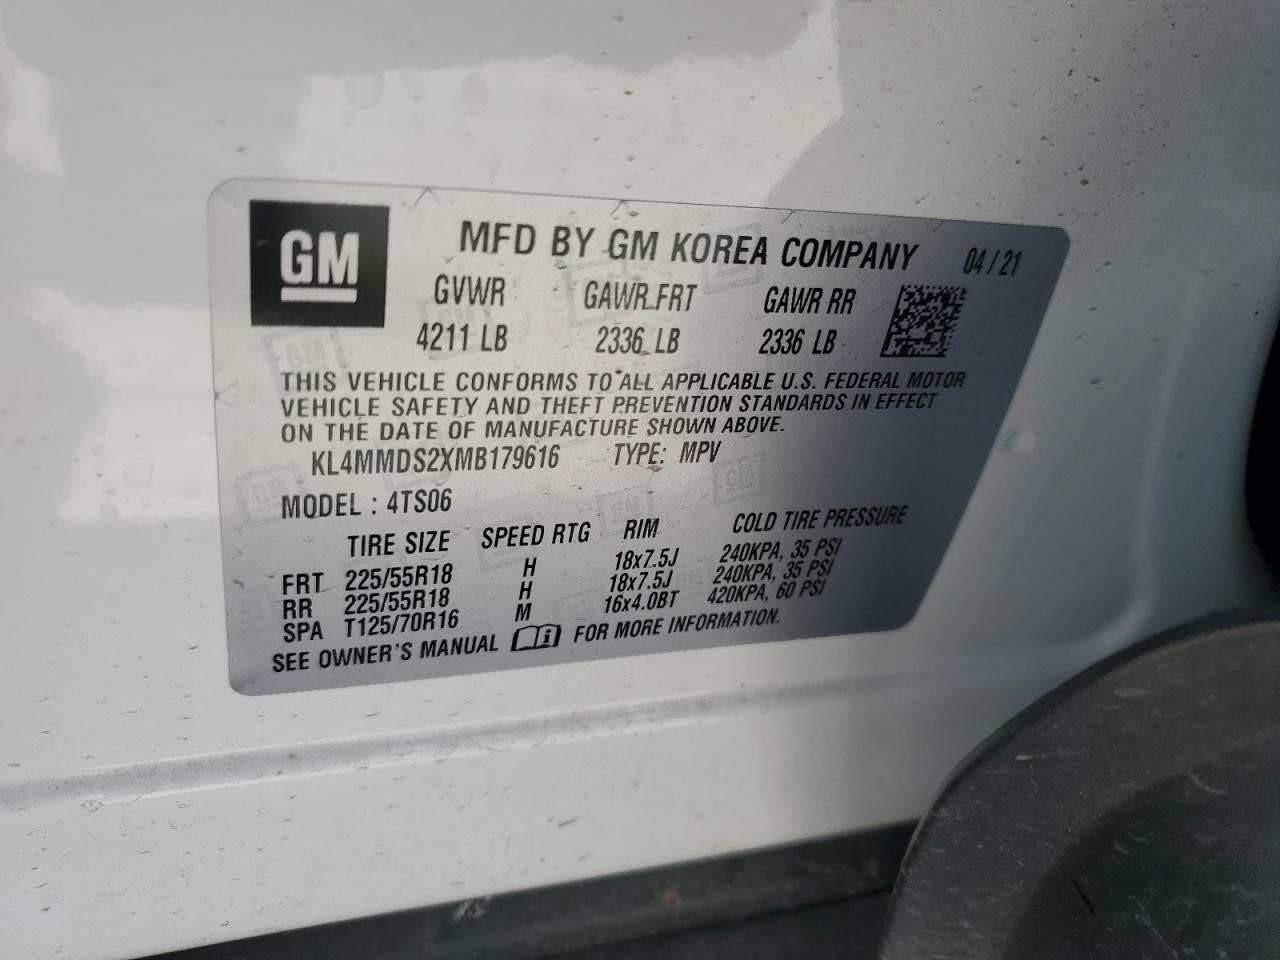 GM
MFD BY GM KOREA COMPANY 04/21
GVWR GAWR FRT GAWR RR
4211 LB 2336 LB 2336 LB
THIS VEHICLE CONFORMS TO ALL APPLICABLE U.S. FEDERAL MOTOR
VEHICLE SAFETY AND THEFT PREVENTION STANDARDS IN EFFECT
ON THE DATE OF MANUFACTURE SHOWN ABOVE.
KL4MMDS2XMB179616 TYPE: MPV
MODEL : 4TS06
TIRE SIZE SPEED RTG RIM COLD TIRE PRESSURE
FRT 225/55R18 H 18x7.5J 240KPA, 35 PSI
RR 225/55R18 H 18x7.5J 240KPA, 35 PSI
SPA T125/70R16 M 16x4.0BT 420KPA, 60 PSI
SEE OWNER'S MANUAL i FOR MORE INFORMATION.